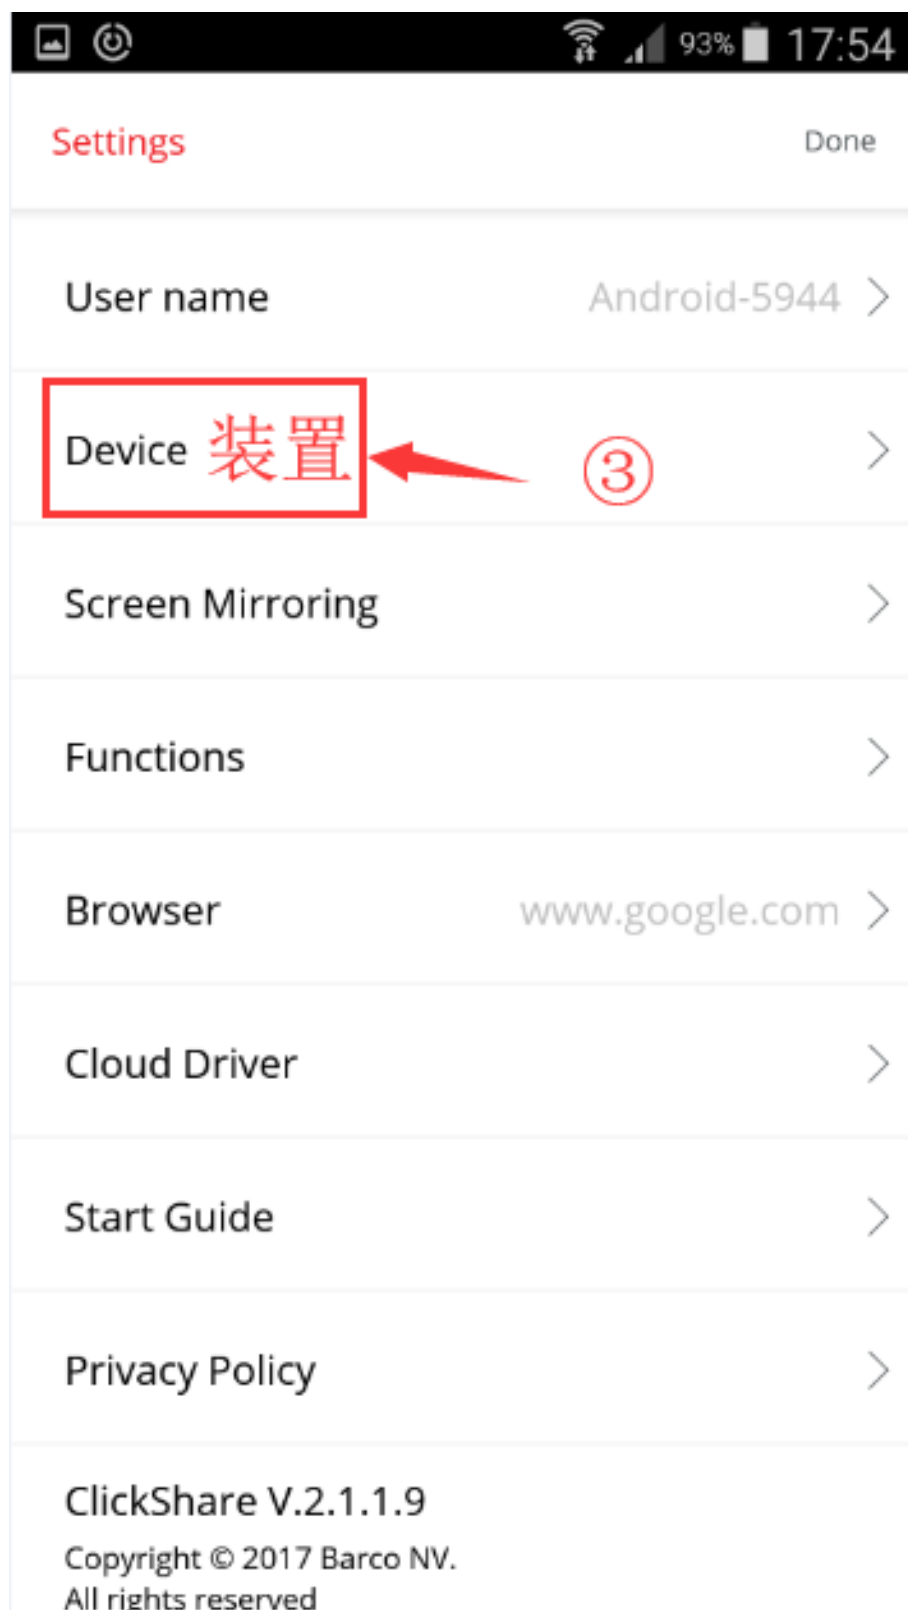 93% 17:54
Settings Done
User name Android-5944
Device 装置 ③
Screen Mirroring
Functions
Browser www.google.com
Cloud Driver
Start Guide
Privacy Policy
ClickShare V.2.1.1.9
Copyright © 2017 Barco NV.
All rights reserved